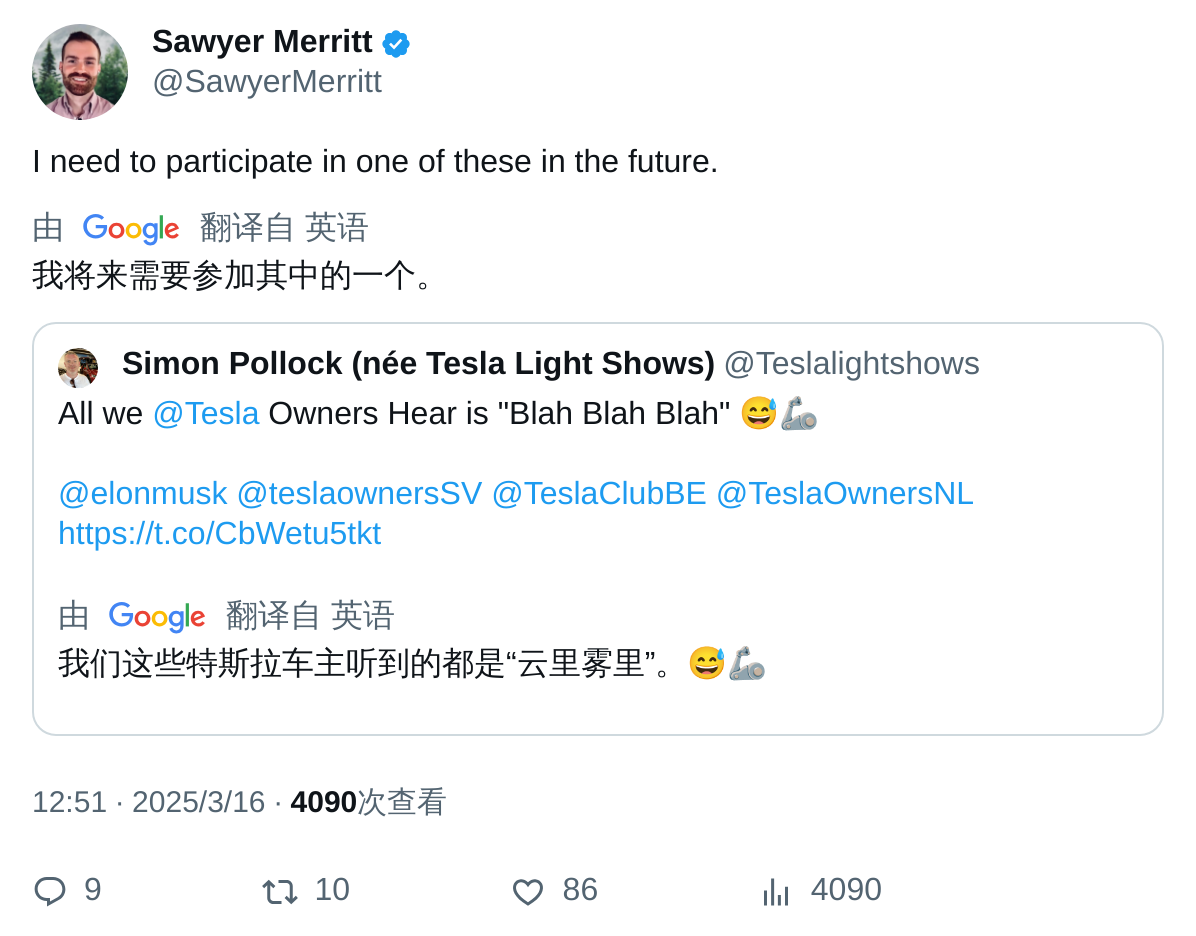 Sawyer Merritt
@SawyerMerritt
I need to participate in one of these in the future.
由 Google 翻译自 英语
我将来需要参加其中的一个。
Simon Pollock (née Tesla Light Shows) @Teslalightshows
All we @Tesla Owners Hear is "Blah Blah Blah" 😅🦾
@elonmusk @teslaownersSV @TeslaClubBE @TeslaOwnersNL
https://t.co/CbWetu5tkt
由 Google 翻译自 英语
我们这些特斯拉车主听到的都是“云里雾里”。😅🦾
12:51 · 2025/3/16 · 4090次查看
9 10 86 4090